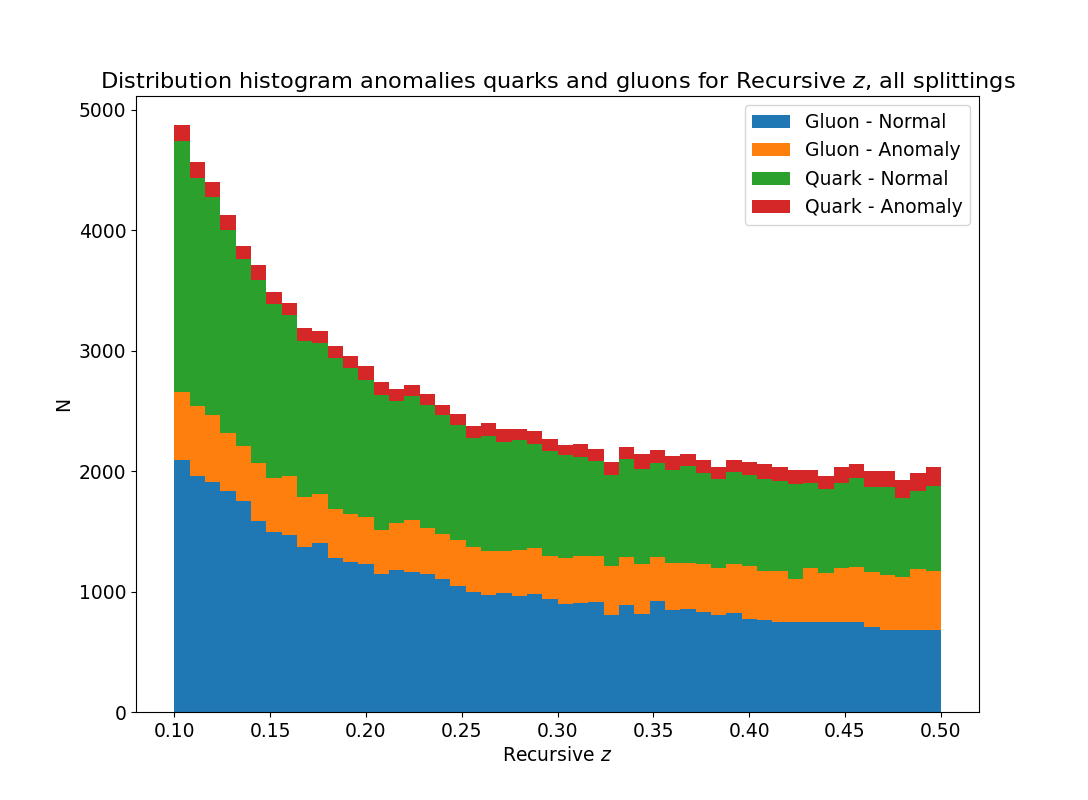 Distribution histogram anomalies quarks and gluons for Recursive z, all splittings
5000
4000
3000
2000
1000
0
N
Gluon - Normal
Gluon - Anomaly
Quark - Normal
Quark - Anomaly
0.10 0.15 0.20 0.25 0.30 0.35 0.40 0.45 0.50
Recursive z